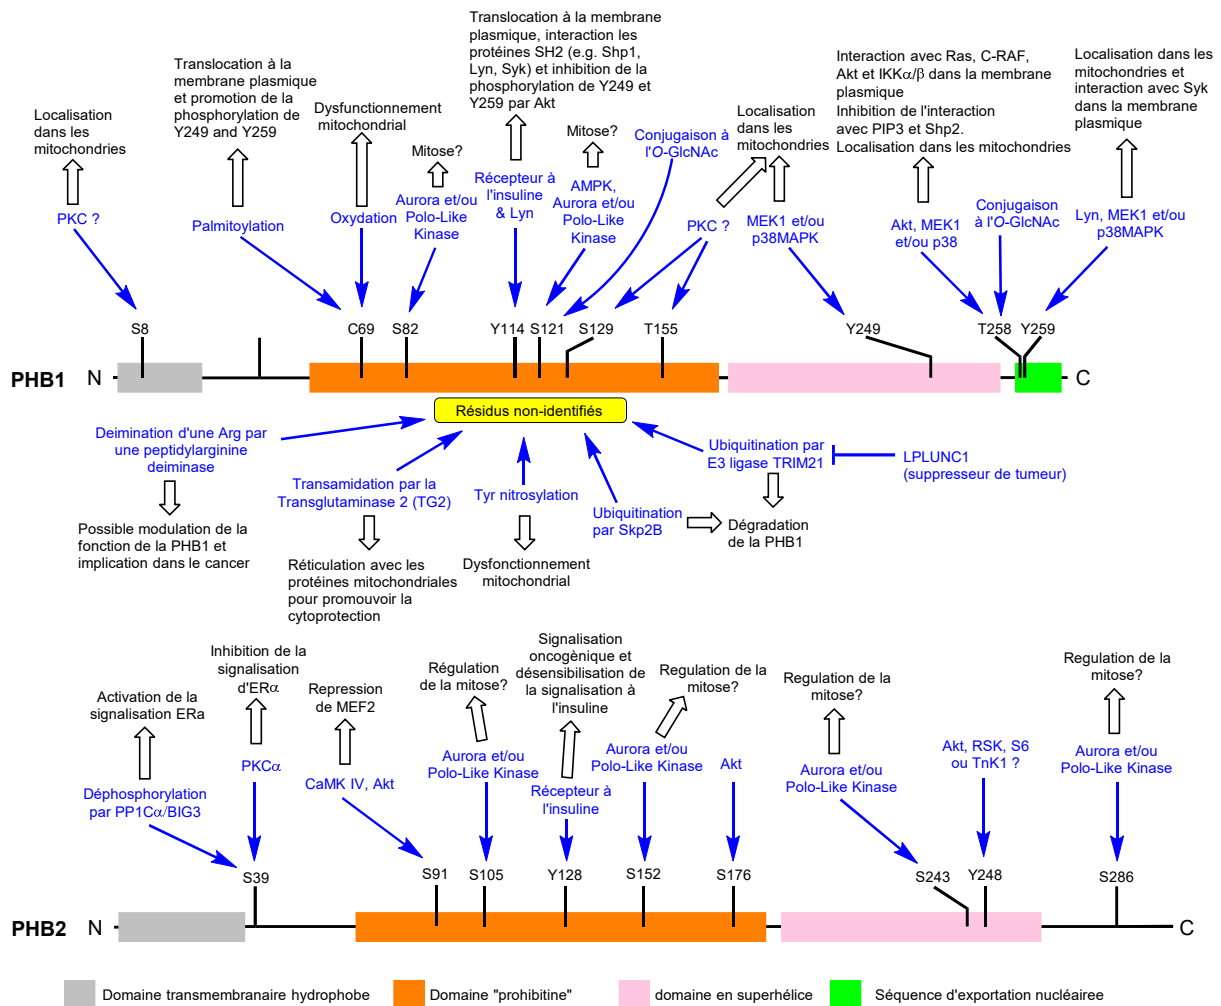 Translocation à la
membrane plasmique
et promotion de la
phosphorylation de
Y249 and Y259
Translocation à la membrane
plasmique, interaction les
protéines SH2 (e.g. Shp1,
Lyn, Syk) et inhibition de la
phosphorylation de Y249 et
Y259 par Akt
Interaction avec Ras, C-RAF,
Akt et IKKα/β dans la membrane
plasmique
Inhibition de l'interaction
avec PIP3 et Shp2.
Localisation dans les mitochondries
Localisation dans les
mitochondries et
interaction avec Syk
dans la membrane
plasmique
Localisation
dans les
mitochondries
Dysfunctionnement
mitochondrial
Mitose?
Mitose?
Conjugaison à
l'O-GlcNAc
Localisation
dans les
mitochondries
PKC ?
Palmitoylation
Oxydation
Aurora et/ou
Polo-Like
Kinase
Récepteur à
l'insuline
& Lyn
AMPK,
Aurora et/ou
Polo-Like
Kinase
PKC ?
MEK1 et/ou
p38MAPK
Akt, MEK1
et/ou p38
Conjugaison
à l'O-GlcNAc
Lyn, MEK1 et/ou
p38MAPK
S8
C69
S82
Y114
S121
S129
T155
Y249
T258
Y259
PHB1
N
C
Résidus non-identifiés
Deimination d'une Arg par
une peptidylarginine
deiminase
Transamidation par la
Transglutaminase 2 (TG2)
Tyr nitrosylation
Ubiquitination
par Skp2B
Ubiquitination par
E3 ligase TRIM21
LPLUNC1
(suppresseur de tumeur)
Possible modulation de la
fonction de la PHB1 et
implication dans le cancer
Réticulation avec les
protéines mitochondriales
pour promouvoir la
cytoprotection
Dysfonctionnement
mitochondrial
Dégradation
de la PHB1
Activation de la
signalisation ERa
Inhibition de la
signalisation
d'ERα
Repression
de MEF2
Régulation
de la mitose?
Signalisation
oncogènique et
désensibilisation de
la signalisation à
l'insuline
Regulation de la
mitose?
Regulation de la
mitose?
Regulation de la
mitose?
Déphosphorylation
par PP1Cα/BIG3
PKCα
CaMK IV, Akt
Aurora et/ou
Polo-Like Kinase
Récepteur à
l'insuline
Aurora et/ou
Polo-Like Kinase
Akt
Aurora et/ou
Polo-Like Kinase
Akt, RSK, S6
ou TnK1 ?
Aurora et/ou
Polo-Like Kinase
S39
S91
S105
Y128
S152
S176
S243
Y248
S286
PHB2
N
C
Domaine transmembranaire hydrophobe
Domaine "prohibitine"
domaine en superhélice
Séquence d'exportation nucléairee